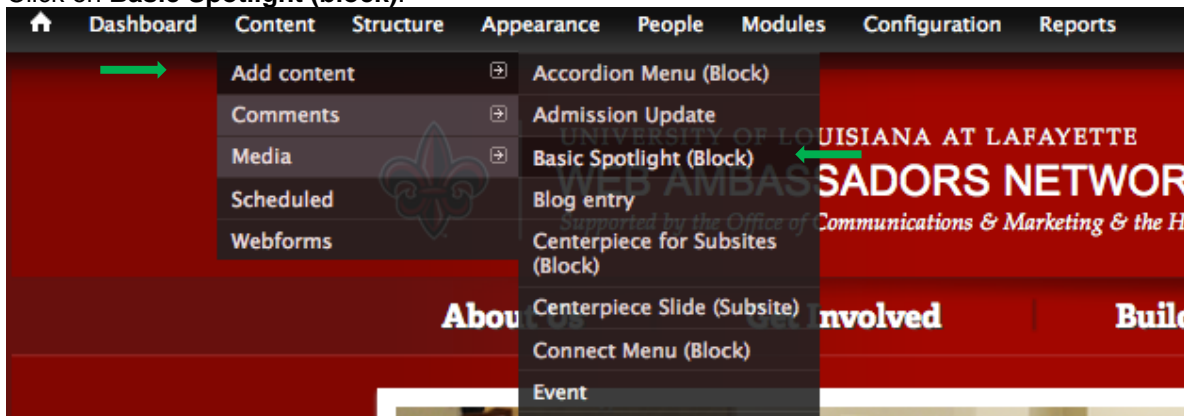 Click on Basic Spotlight (block).
Dashboard Content Structure Appearance People Modules Configuration Reports
Add content
Comments
Media
Scheduled
Webforms
Accordion Menu (Block)
Admission Update
Basic Spotlight (Block)
Blog entry
Centerpiece for Subsites
(Block)
Centerpiece Slide (Subsite)
Connect Menu (Block)
Event
UNIVERSITY OF LOUISIANA AT LAFAYETTE
WEB AMBASSADORS NETWOR
Supported by the Office of Communications & Marketing & the H
About Us Get Involved Build